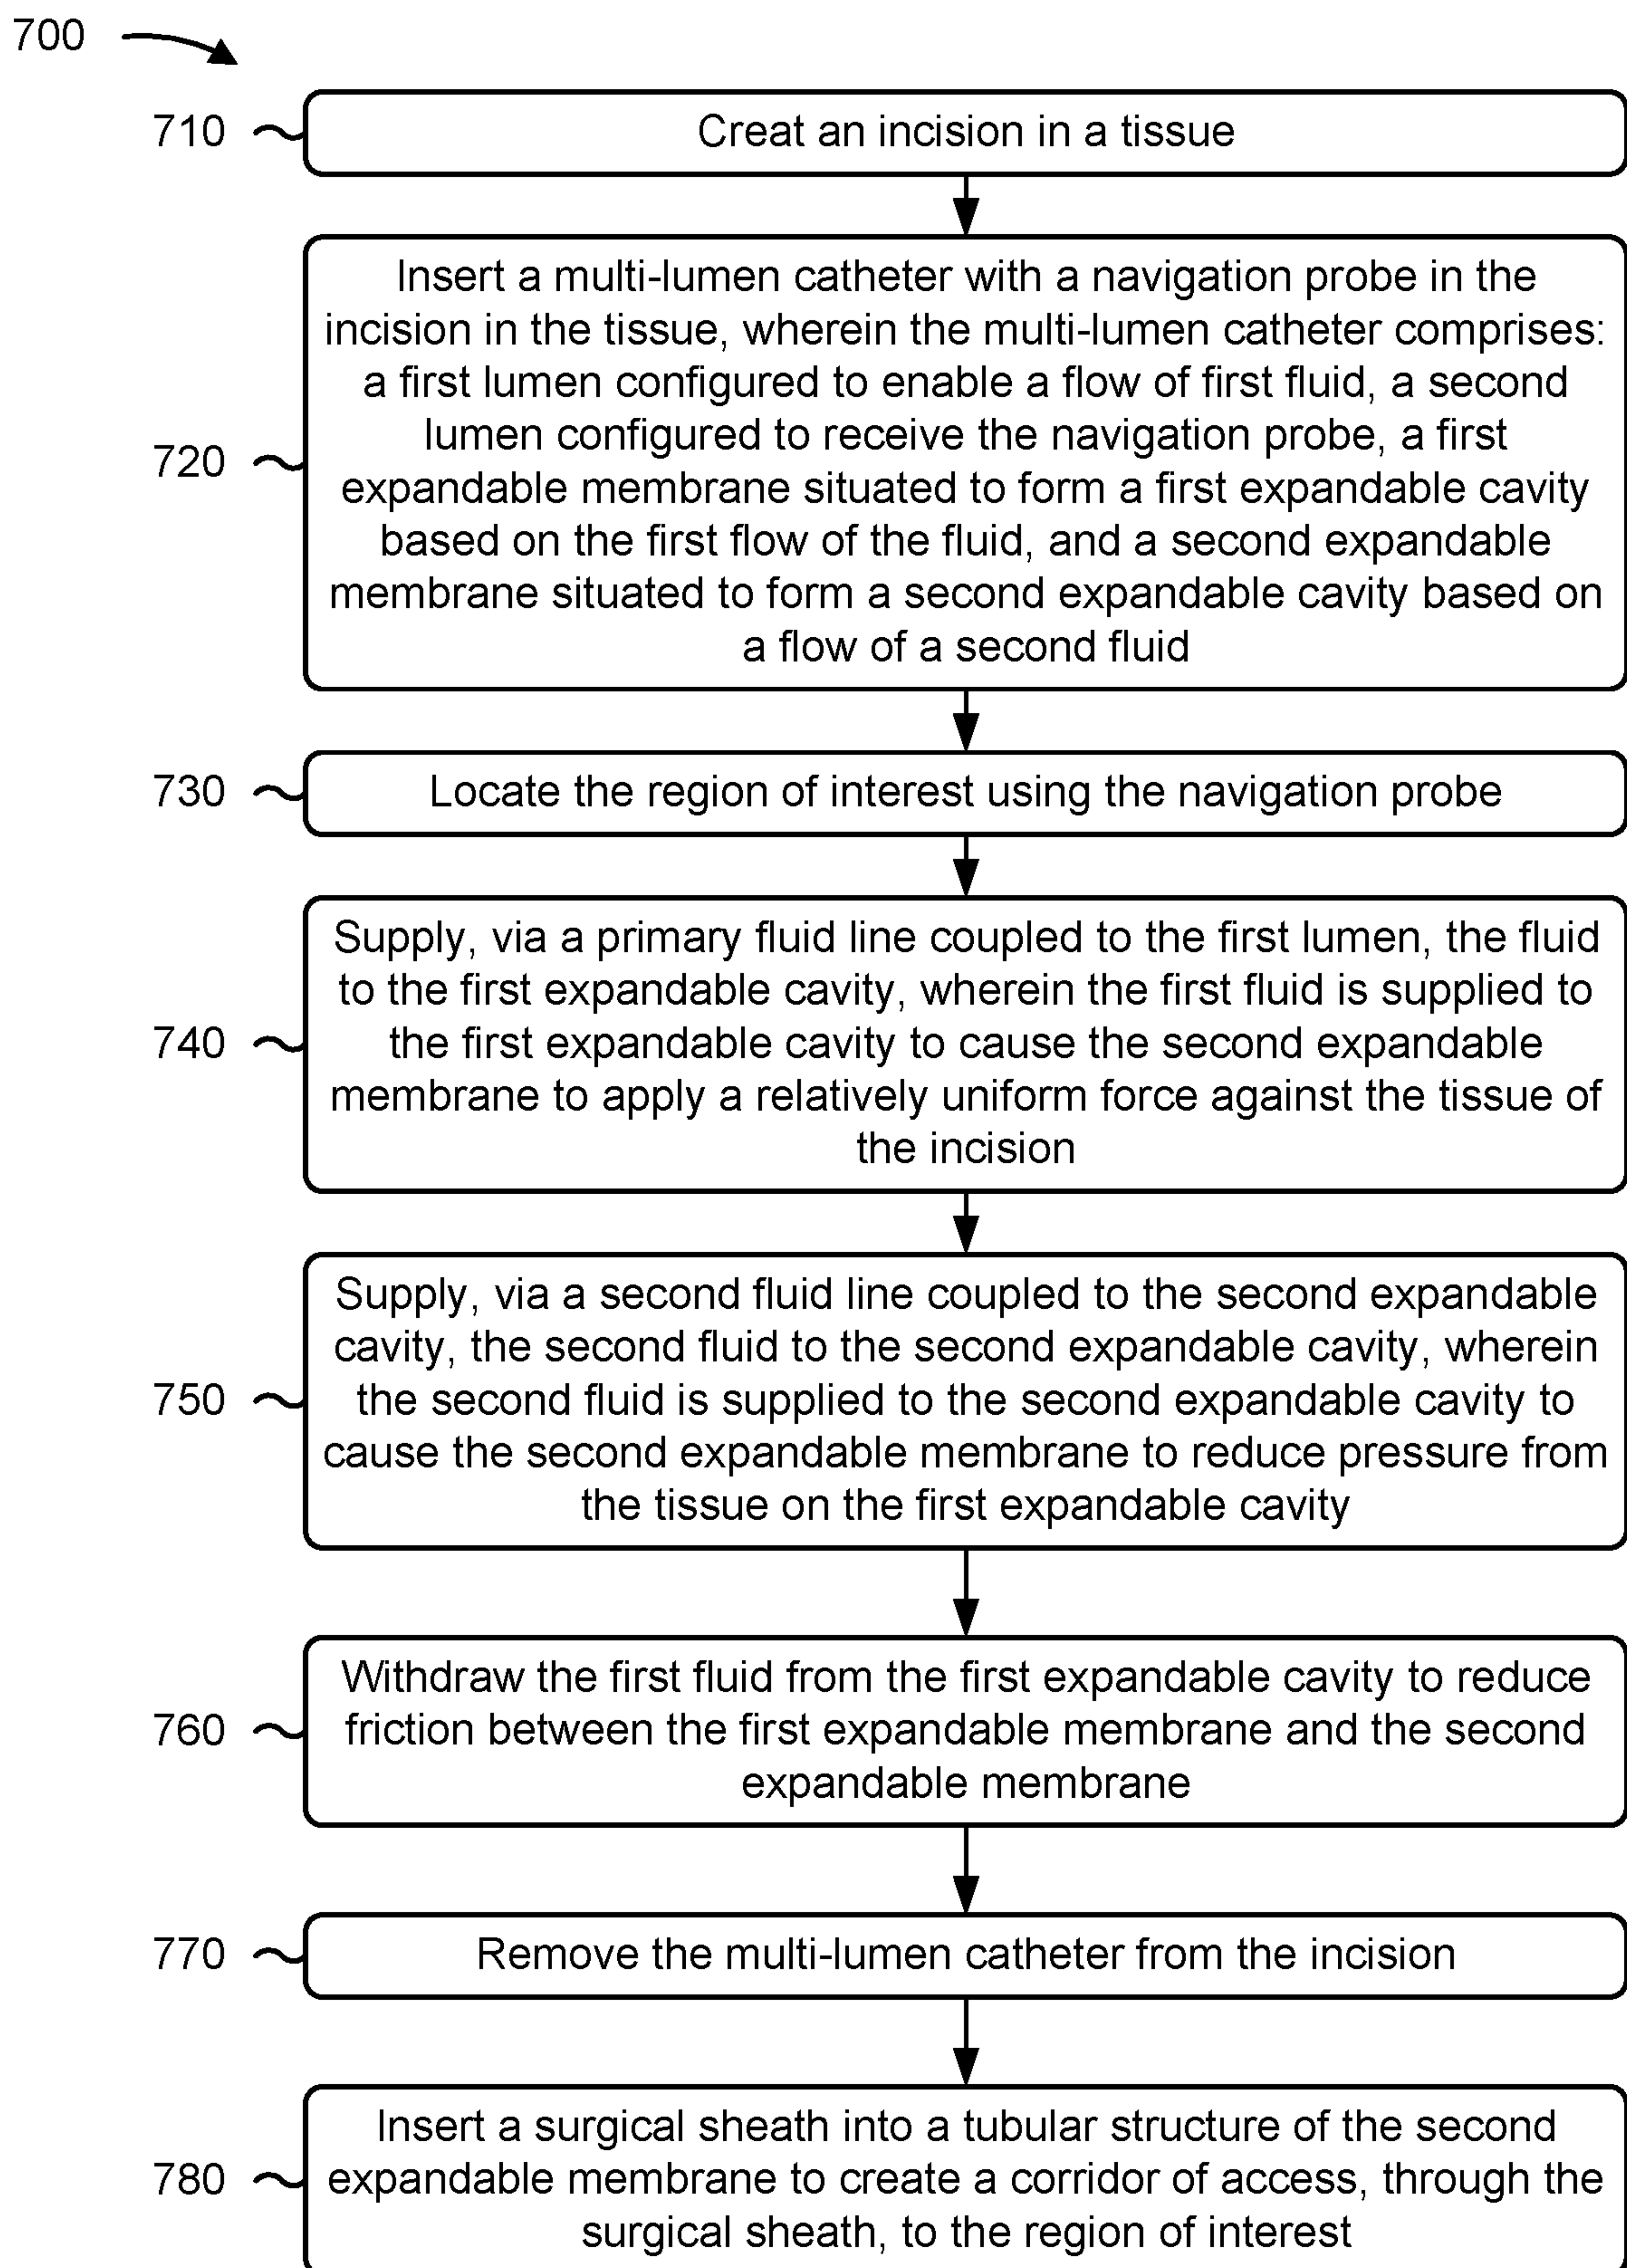 700
710
Creat an incision in a tissue
720
Insert a multi-lumen catheter with a navigation probe in the
incision in the tissue, wherein the multi-lumen catheter comprises:
a first lumen configured to enable a flow of first fluid, a second
lumen configured to receive the navigation probe, a first
expandable membrane situated to form a first expandable cavity
based on the first flow of the fluid, and a second expandable
membrane situated to form a second expandable cavity based on
a flow of a second fluid
730
Locate the region of interest using the navigation probe
740
Supply, via a primary fluid line coupled to the first lumen, the fluid
to the first expandable cavity, wherein the first fluid is supplied to
the first expandable cavity to cause the second expandable
membrane to apply a relatively uniform force against the tissue of
the incision
750
Supply, via a second fluid line coupled to the second expandable
cavity, the second fluid to the second expandable cavity, wherein
the second fluid is supplied to the second expandable cavity to
cause the second expandable membrane to reduce pressure from
the tissue on the first expandable cavity
760
Withdraw the first fluid from the first expandable cavity to reduce
friction between the first expandable membrane and the second
expandable membrane
770
Remove the multi-lumen catheter from the incision
780
Insert a surgical sheath into a tubular structure of the second
expandable membrane to create a corridor of access, through the
surgical sheath, to the region of interest